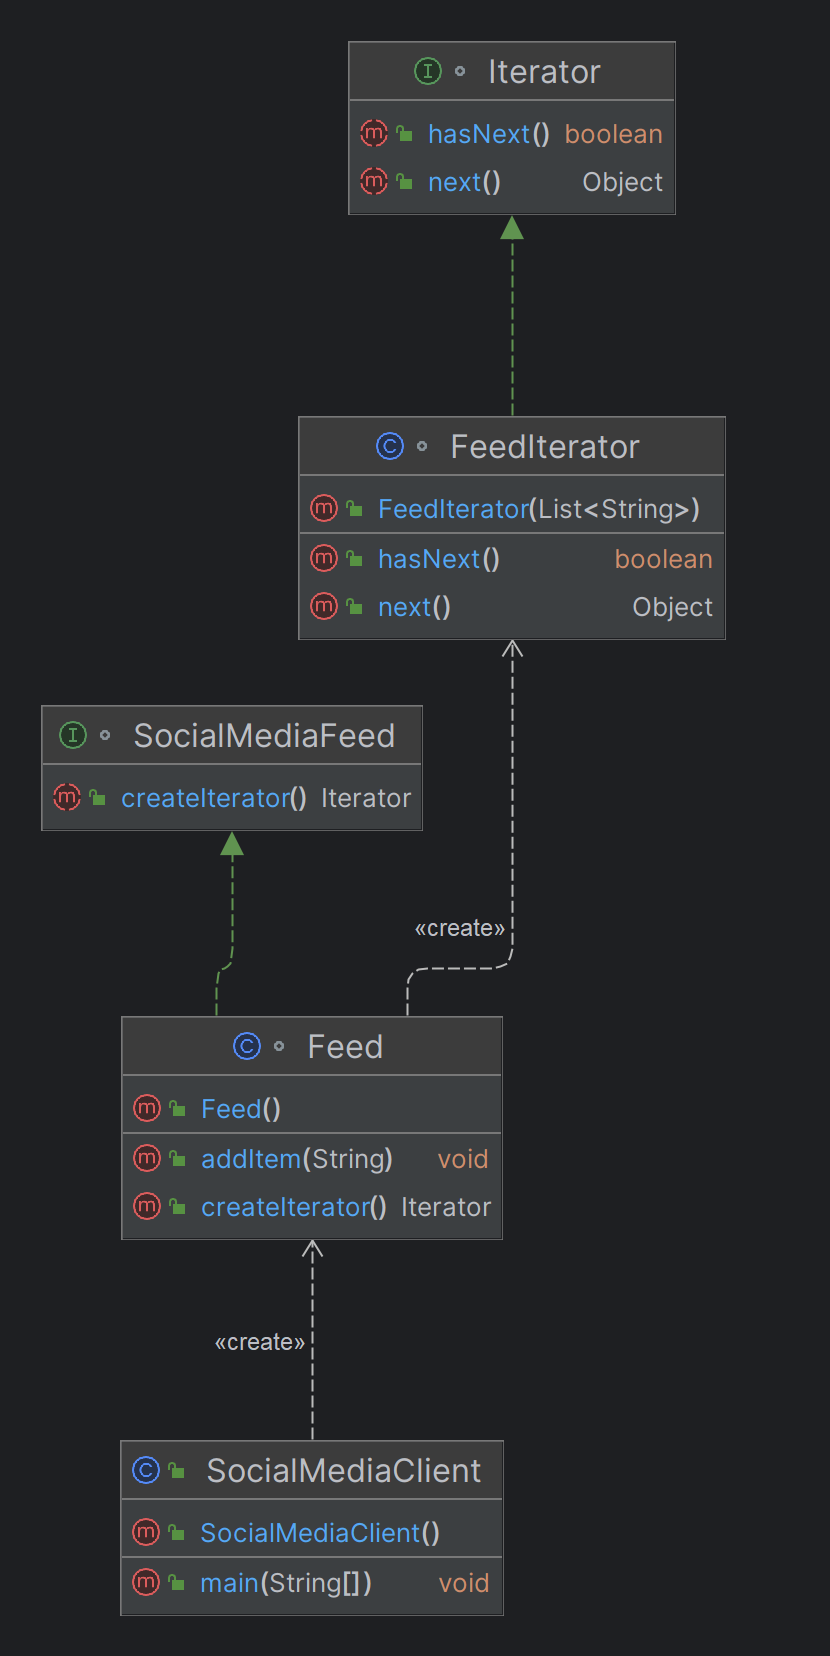 Iterator
hasNext() boolean
next() Object
FeedIterator
FeedIterator(List<String>)
hasNext() boolean
next() Object
SocialMediaFeed
createIterator() Iterator
«create»
Feed
Feed()
addItem(String) void
createIterator() Iterator
«create»
SocialMediaClient
SocialMediaClient()
main(String[]) void